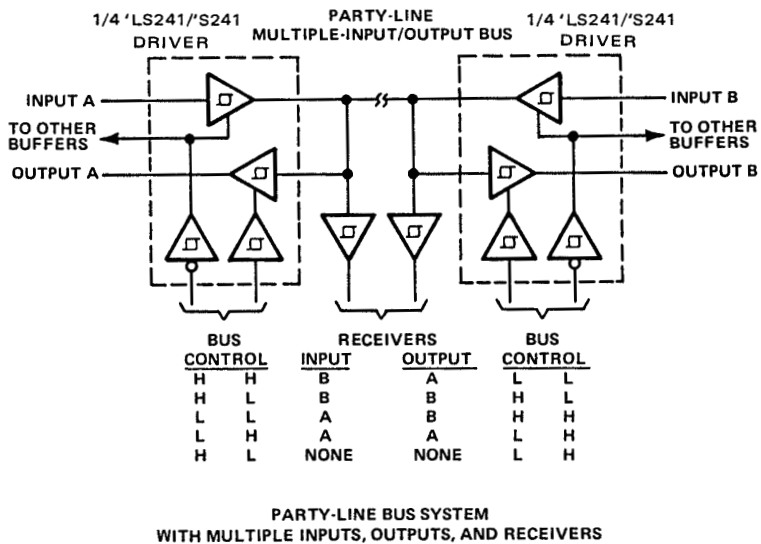 1/4 'LS241/'S241
DRIVER
PARTY-LINE
MULTIPLE-INPUT/OUTPUT BUS
1/4 'LS241/'S241
DRIVER
INPUT A
INPUT B
TO OTHER
BUFFERS
TO OTHER
BUFFERS
OUTPUT A
OUTPUT B
BUS RECEIVERS BUS
CONTROL INPUT OUTPUT CONTROL
H H B A L L
H L B B H L
L L A B H H
L H A A L H
H L NONE NONE L H
PARTY-LINE BUS SYSTEM
WITH MULTIPLE INPUTS, OUTPUTS, AND RECEIVERS